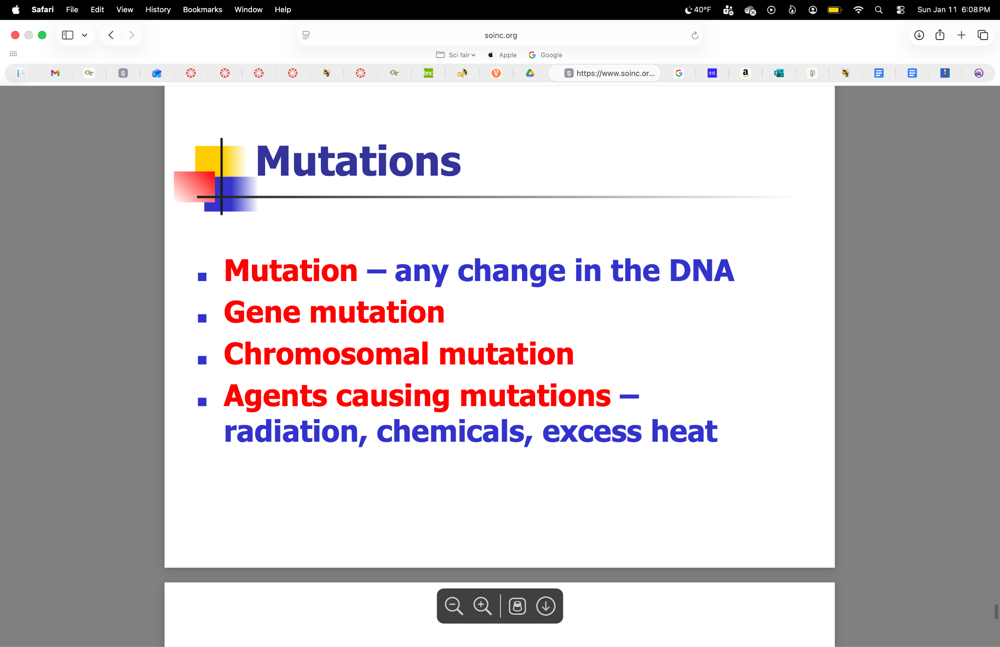 Safari File Edit View History Bookmarks Window Help 40°F Sun Jan 11 6:08 PM
soinc.org
Sci fair Apple Google
S https://www.soinc.or...
Mutations
Mutation – any change in the DNA
Gene mutation
Chromosomal mutation
Agents causing mutations –
radiation, chemicals, excess heat